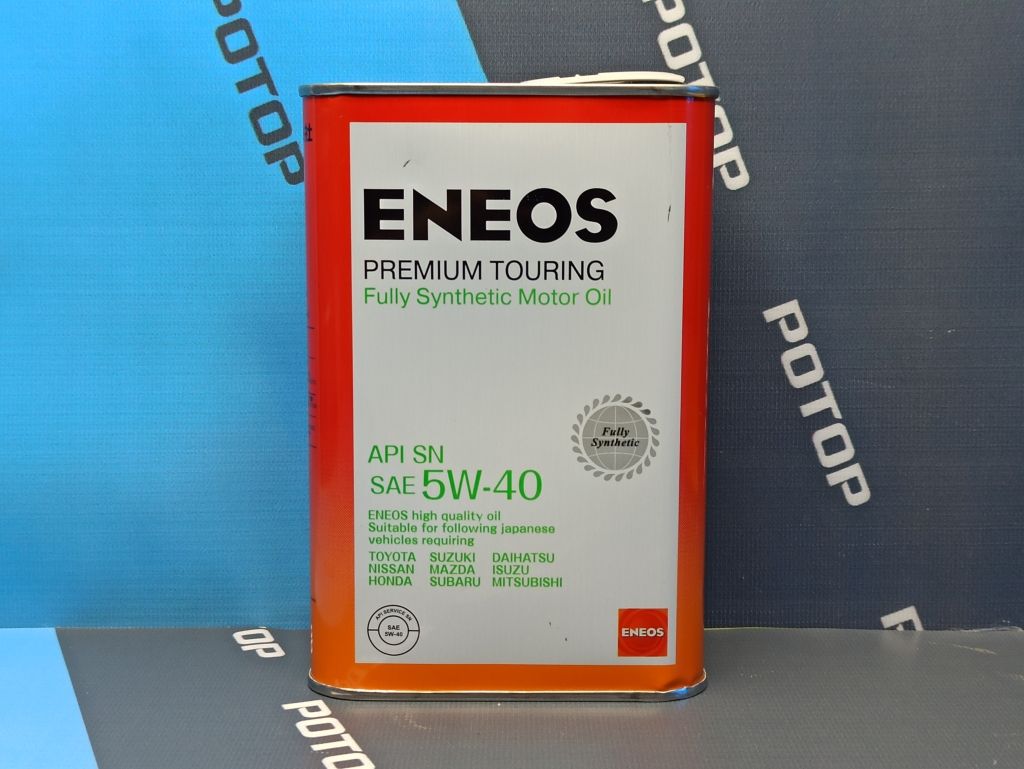 РОТОР
РОТОР
ENEOS
PREMIUM TOURING
Fully Synthetic Motor Oil
РОТОР
Fully
Synthetic
API SN
SAE 5W-40
ENEOS high quality oil
Suitable for following japanese
vehicles requiring
TOYOTA SUZUKI DAIHATSU
NISSAN MAZDA ISUZU
HONDA SUBARU MITSUBISHI
API SERVICE SN
SAE
5W-40
ENEOS